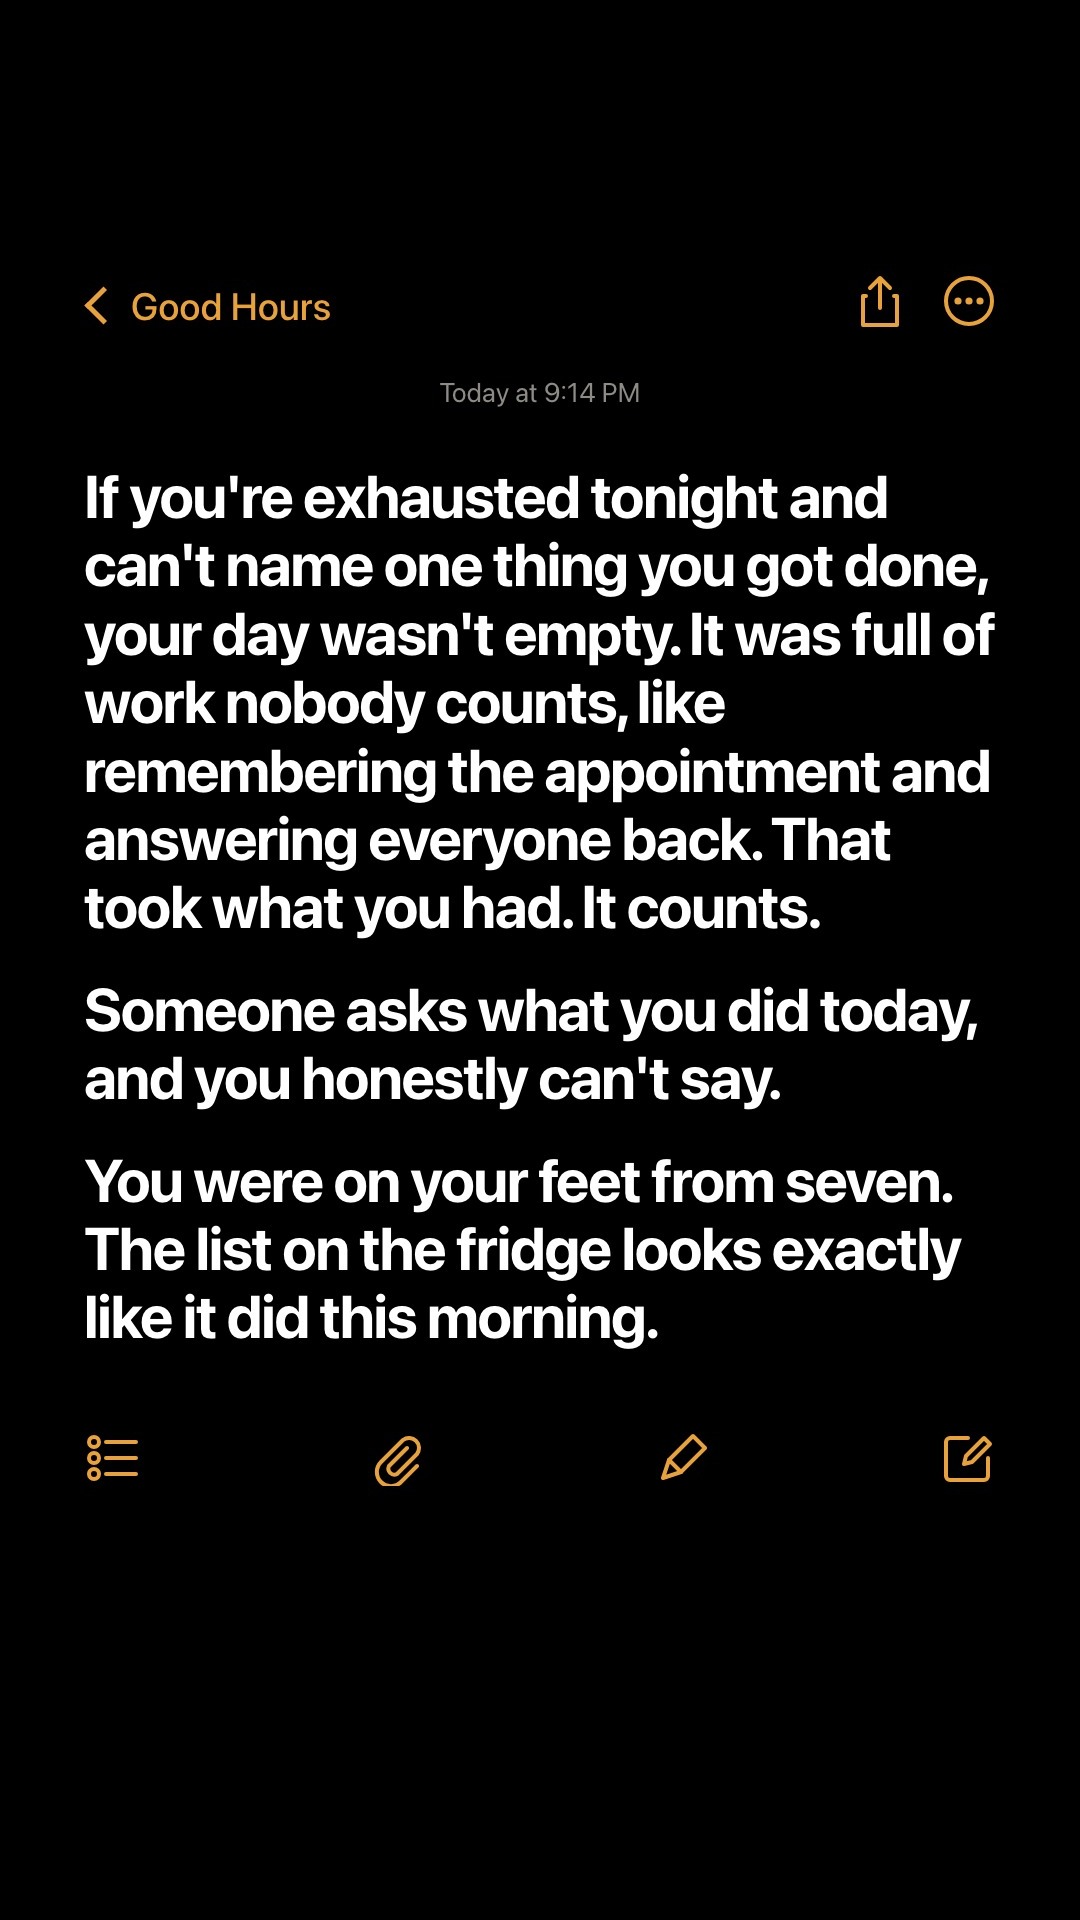 Good Hours
Today at 9:14 PM
If you're exhausted tonight and
can't name one thing you got done,
your day wasn't empty. It was full of
work nobody counts, like
remembering the appointment and
answering everyone back. That
took what you had. It counts.
Someone asks what you did today,
and you honestly can't say.
You were on your feet from seven.
The list on the fridge looks exactly
like it did this morning.